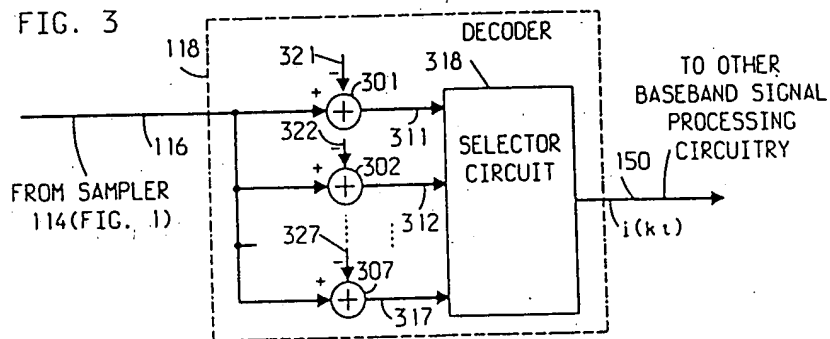 FIG. 3
118
DECODER
321
−
+
301
318
311
322
−
+
302
312
327
−
+
307
317
SELECTOR
CIRCUIT
116
FROM SAMPLER
114(FIG. 1)
TO OTHER
BASEBAND SIGNAL
PROCESSING
CIRCUITRY
150
i(kt)